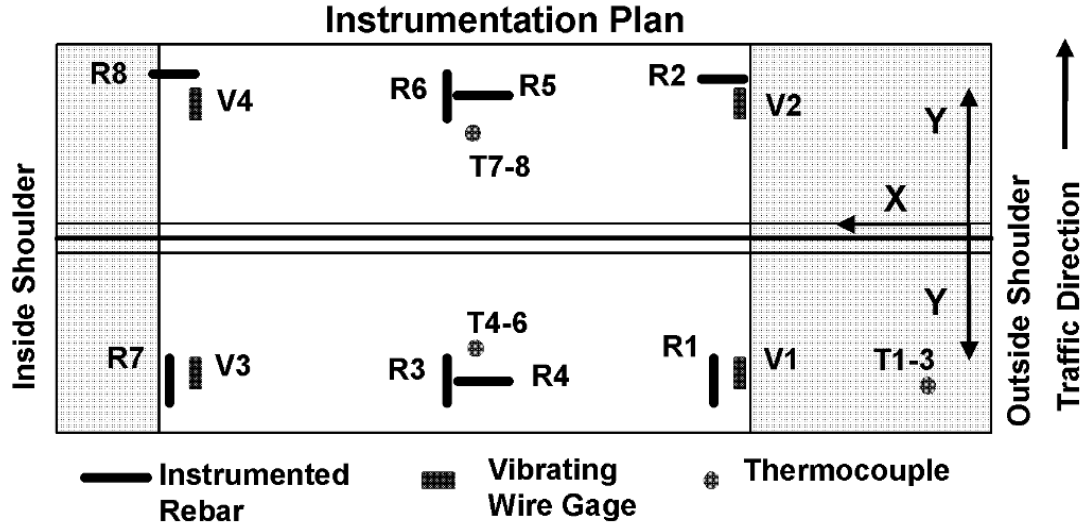 Instrumentation Plan
R8
V4
R6
R5
R2
V2
Y
T7-8
X
Inside Shoulder
Outside Shoulder
Traffic Direction
Y
T4-6
R7
V3
R3
R4
R1
V1
T1-3
Instrumented
Rebar
Vibrating
Wire Gage
Thermocouple